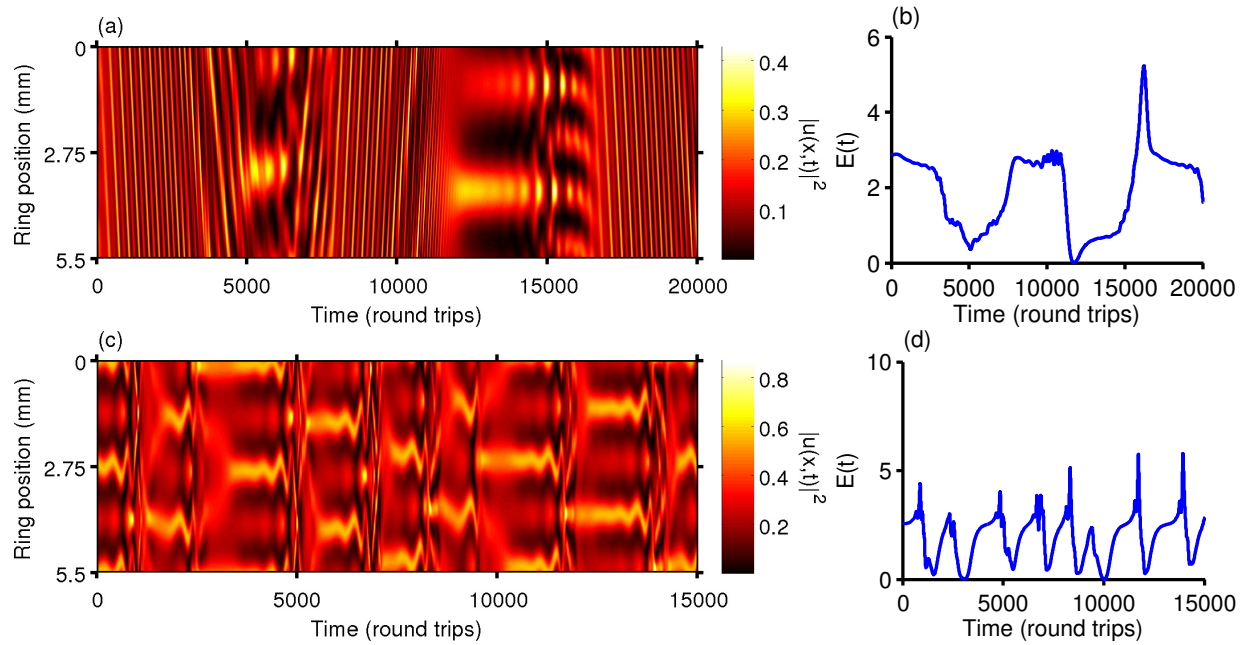 (a)
0
2.75
5.5
Ring position (mm)
0 5000 10000 15000 20000
Time (round trips)
0.4
0.3
0.2
0.1
|u(x,t)|²
(b)
6
4
2
0
E(t)
0 5000 10000 15000 20000
Time (round trips)
(c)
0
2.75
5.5
Ring position (mm)
0 5000 10000 15000
Time (round trips)
0.8
0.6
0.4
0.2
|u(x,t)|²
(d)
10
5
0
E(t)
0 5000 10000 15000
Time (round trips)